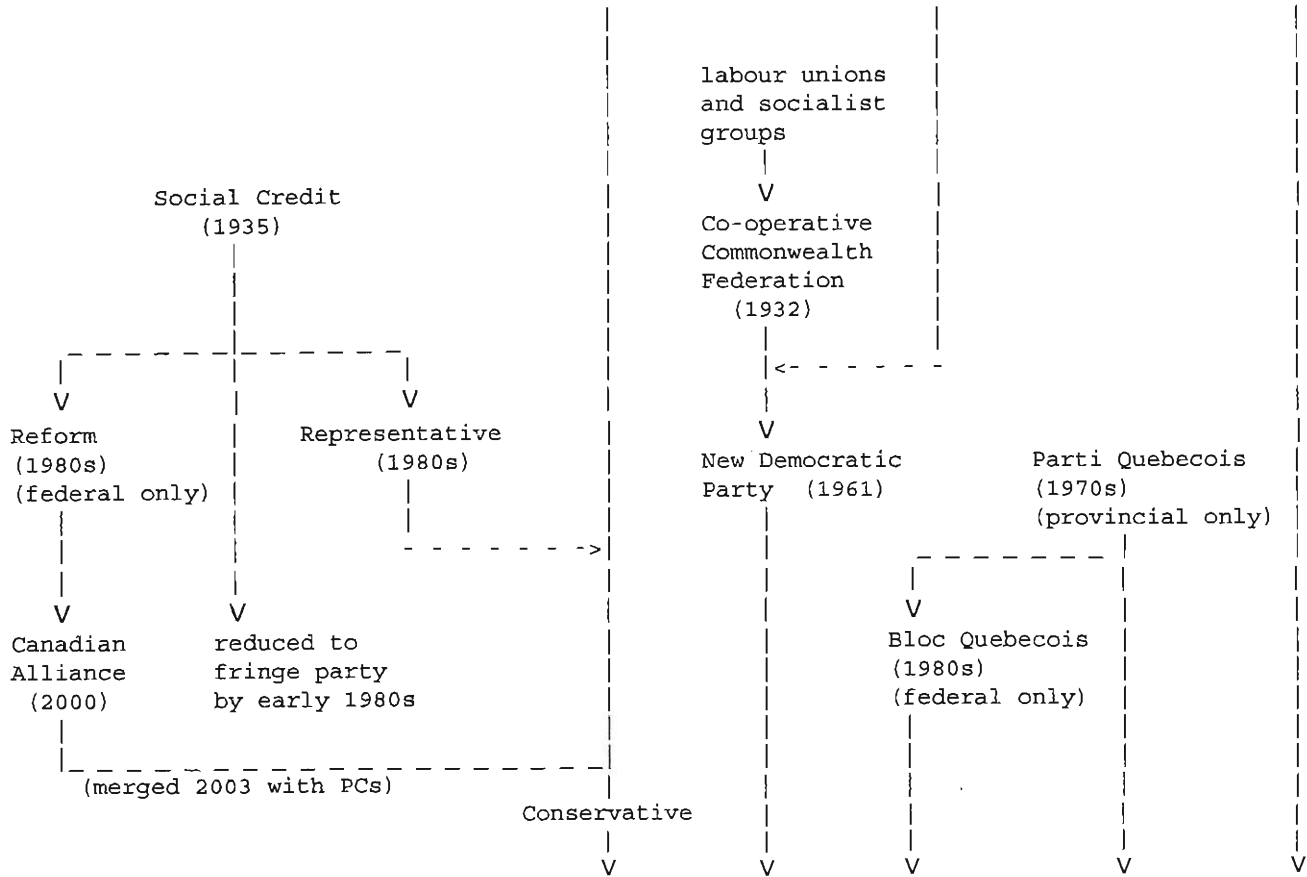 labour unions
and socialist
groups
Social Credit
(1935)
Co-operative
Commonwealth
Federation
(1932)
Reform
(1980s)
(federal only)
Representative
(1980s)
New Democratic
Party (1961)
Parti Quebecois
(1970s)
(provincial only)
Canadian
Alliance
(2000)
reduced to
fringe party
by early 1980s
Bloc Quebecois
(1980s)
(federal only)
(merged 2003 with PCs)
Conservative